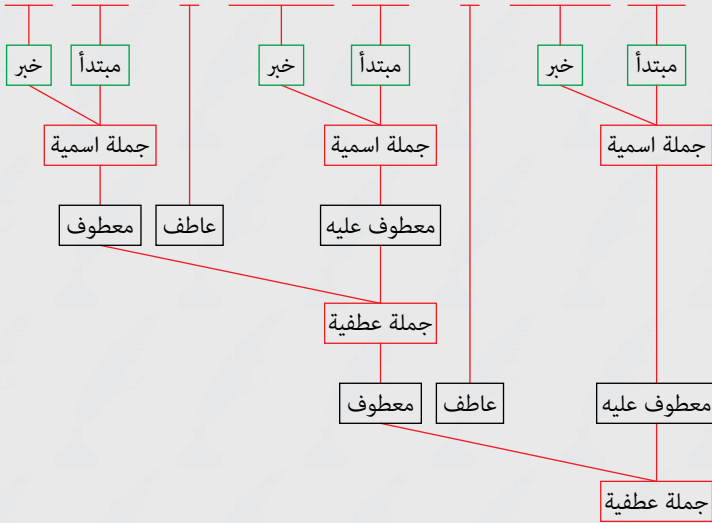 مبتدأ خبر مبتدأ خبر مبتدأ خبر
جملة اسمية جملة اسمية جملة اسمية
معطوف عليه عاطف معطوف
جملة عطفية
معطوف عليه عاطف معطوف
جملة عطفية